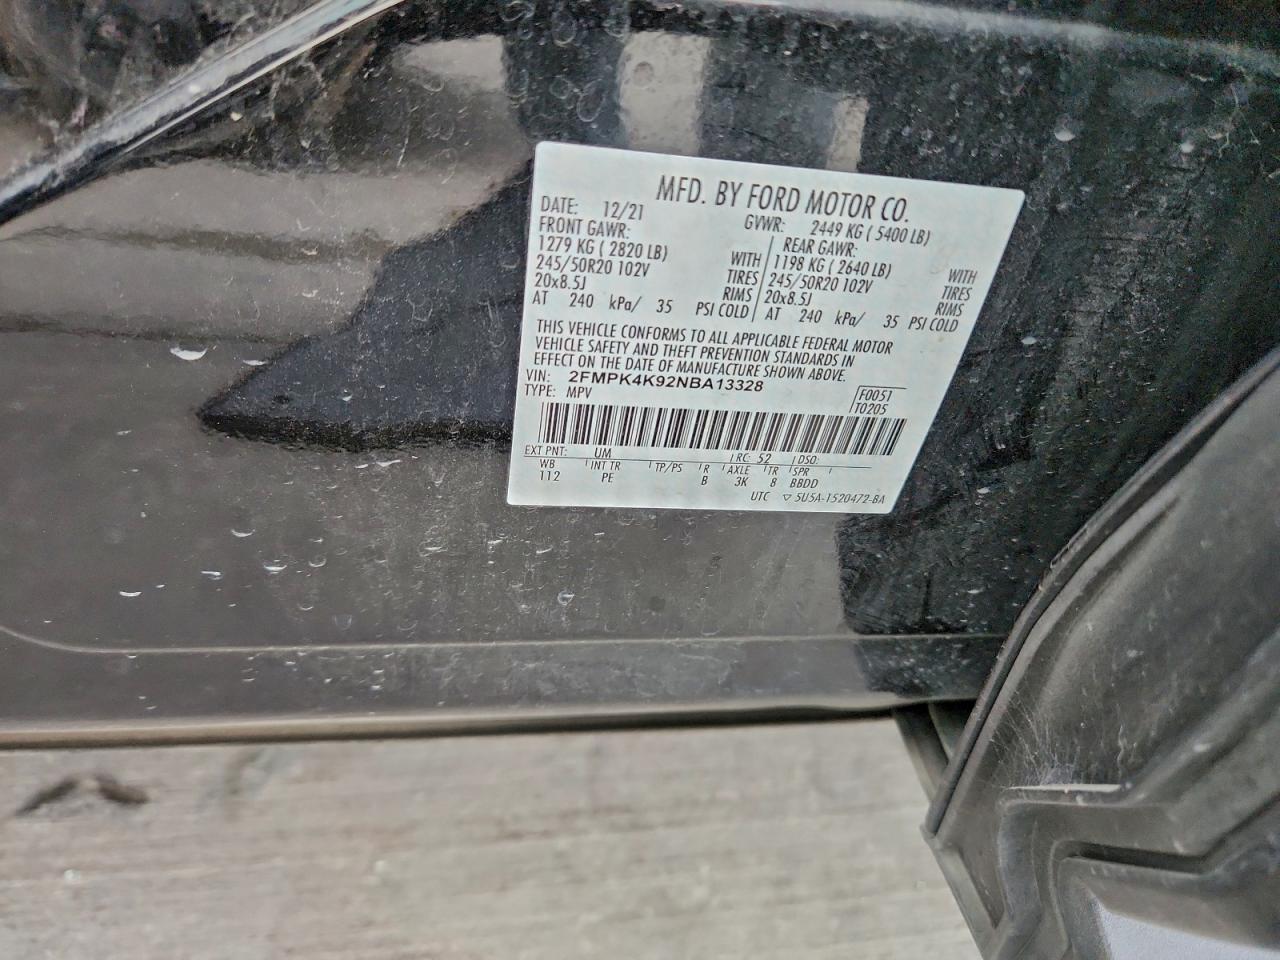 MFD. BY FORD MOTOR CO.
DATE: 12/21 GVWR: 2449 KG ( 5400 LB)
FRONT GAWR: REAR GAWR:
1279 KG ( 2820 LB) WITH 1198 KG ( 2640 LB) WITH
245/50R20 102V TIRES 245/50R20 102V TIRES
20x8.5J RIMS 20x8.5J RIMS
AT 240 kPa/ 35 PSI COLD AT 240 kPa/ 35 PSI COLD
THIS VEHICLE CONFORMS TO ALL APPLICABLE FEDERAL MOTOR
VEHICLE SAFETY AND THEFT PREVENTION STANDARDS IN
EFFECT ON THE DATE OF MANUFACTURE SHOWN ABOVE.
VIN: 2FMPK4K92NBA13328
TYPE: MPV F0051
T0205
EXT PNT: UM RC: 52 DSO:
WB INT TR TP/PS R AXLE TR SPR
112 PE B 3K 8 BBDD
UTC ▽ 5U5A-1520472-BA